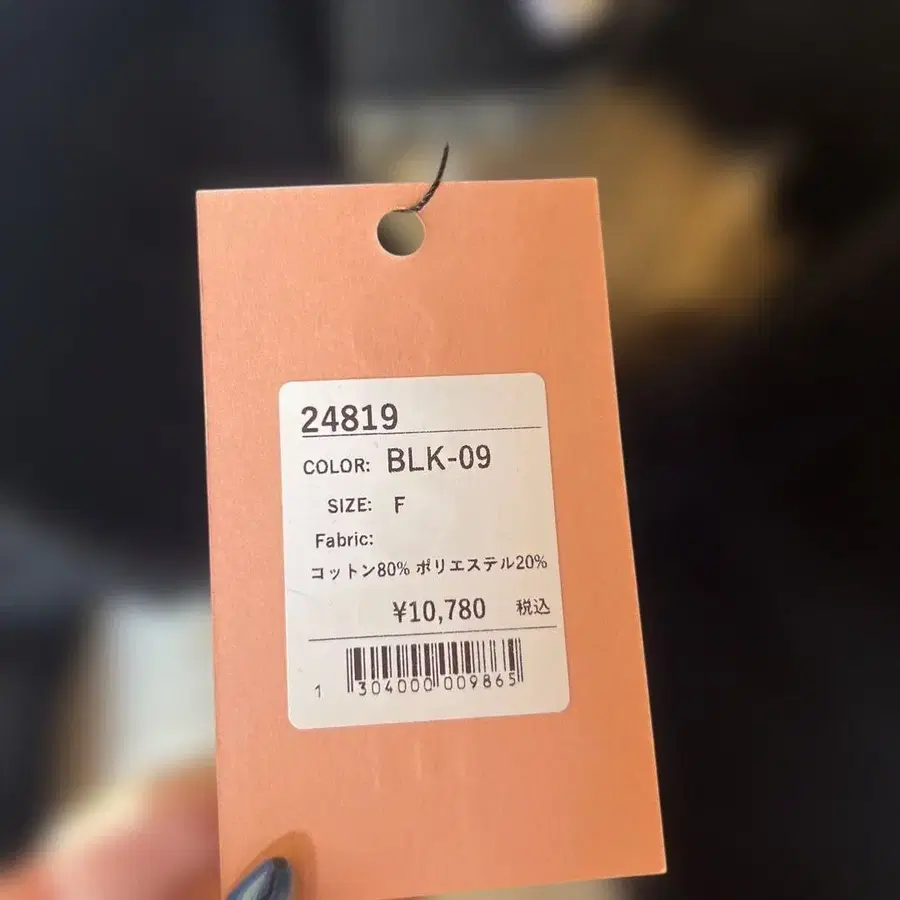 24819
COLOR: BLK-09
SIZE: F
Fabric:
コットン80% ポリエステル20%
¥10,780 税込
1 304000 009865